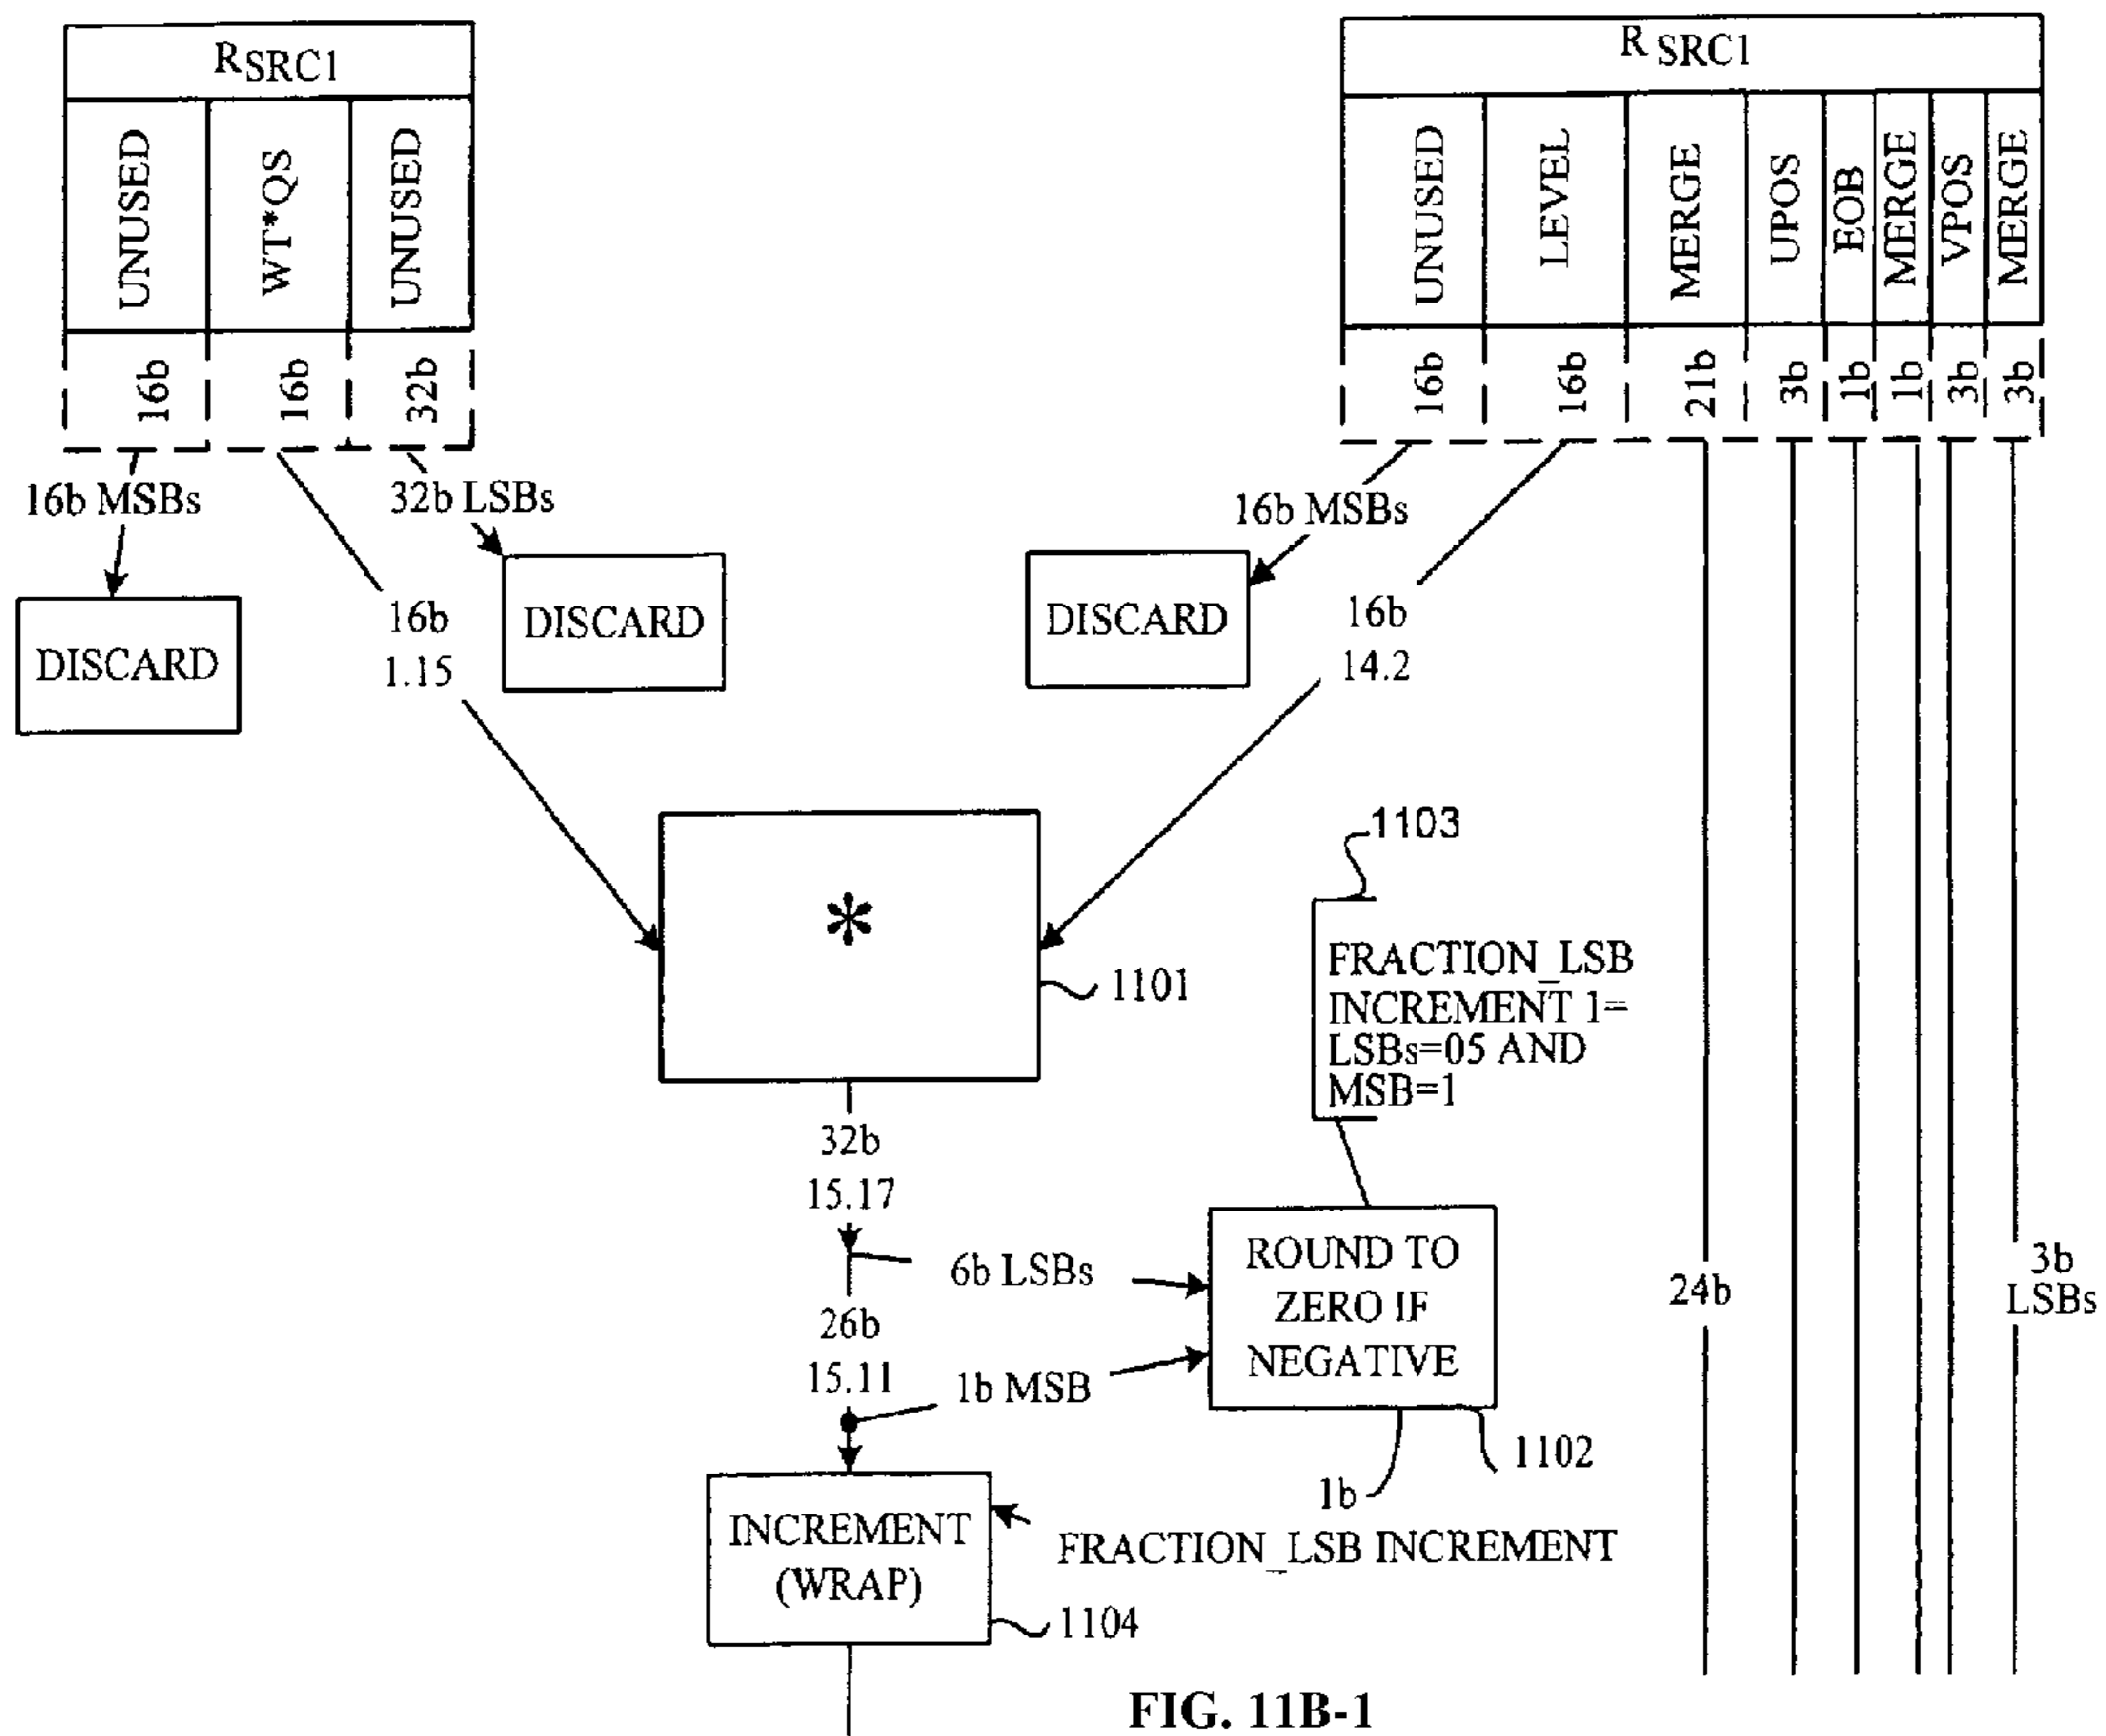 RSRC1
UNUSED
WT*QS
UNUSED
16b
16b
32b
16b MSBs
32b LSBs
DISCARD
DISCARD
16b
1.15
R SRC1
UNUSED
LEVEL
MERGE
UPOS
EOB
MERGE
VPOS
MERGE
16b
16b
21b
3b
1b
1b
3b
3b
16b MSBs
DISCARD
16b
14.2
*
1101
1103
FRACTION_LSB
INCREMENT 1=
LSBs=05 AND
MSB=1
32b
15.17
6b LSBs
26b
15.11
1b MSB
ROUND TO
ZERO IF
NEGATIVE
1102
1b
24b
3b
LSBs
INCREMENT
(WRAP)
FRACTION_LSB INCREMENT
1104
FIG. 11B-1